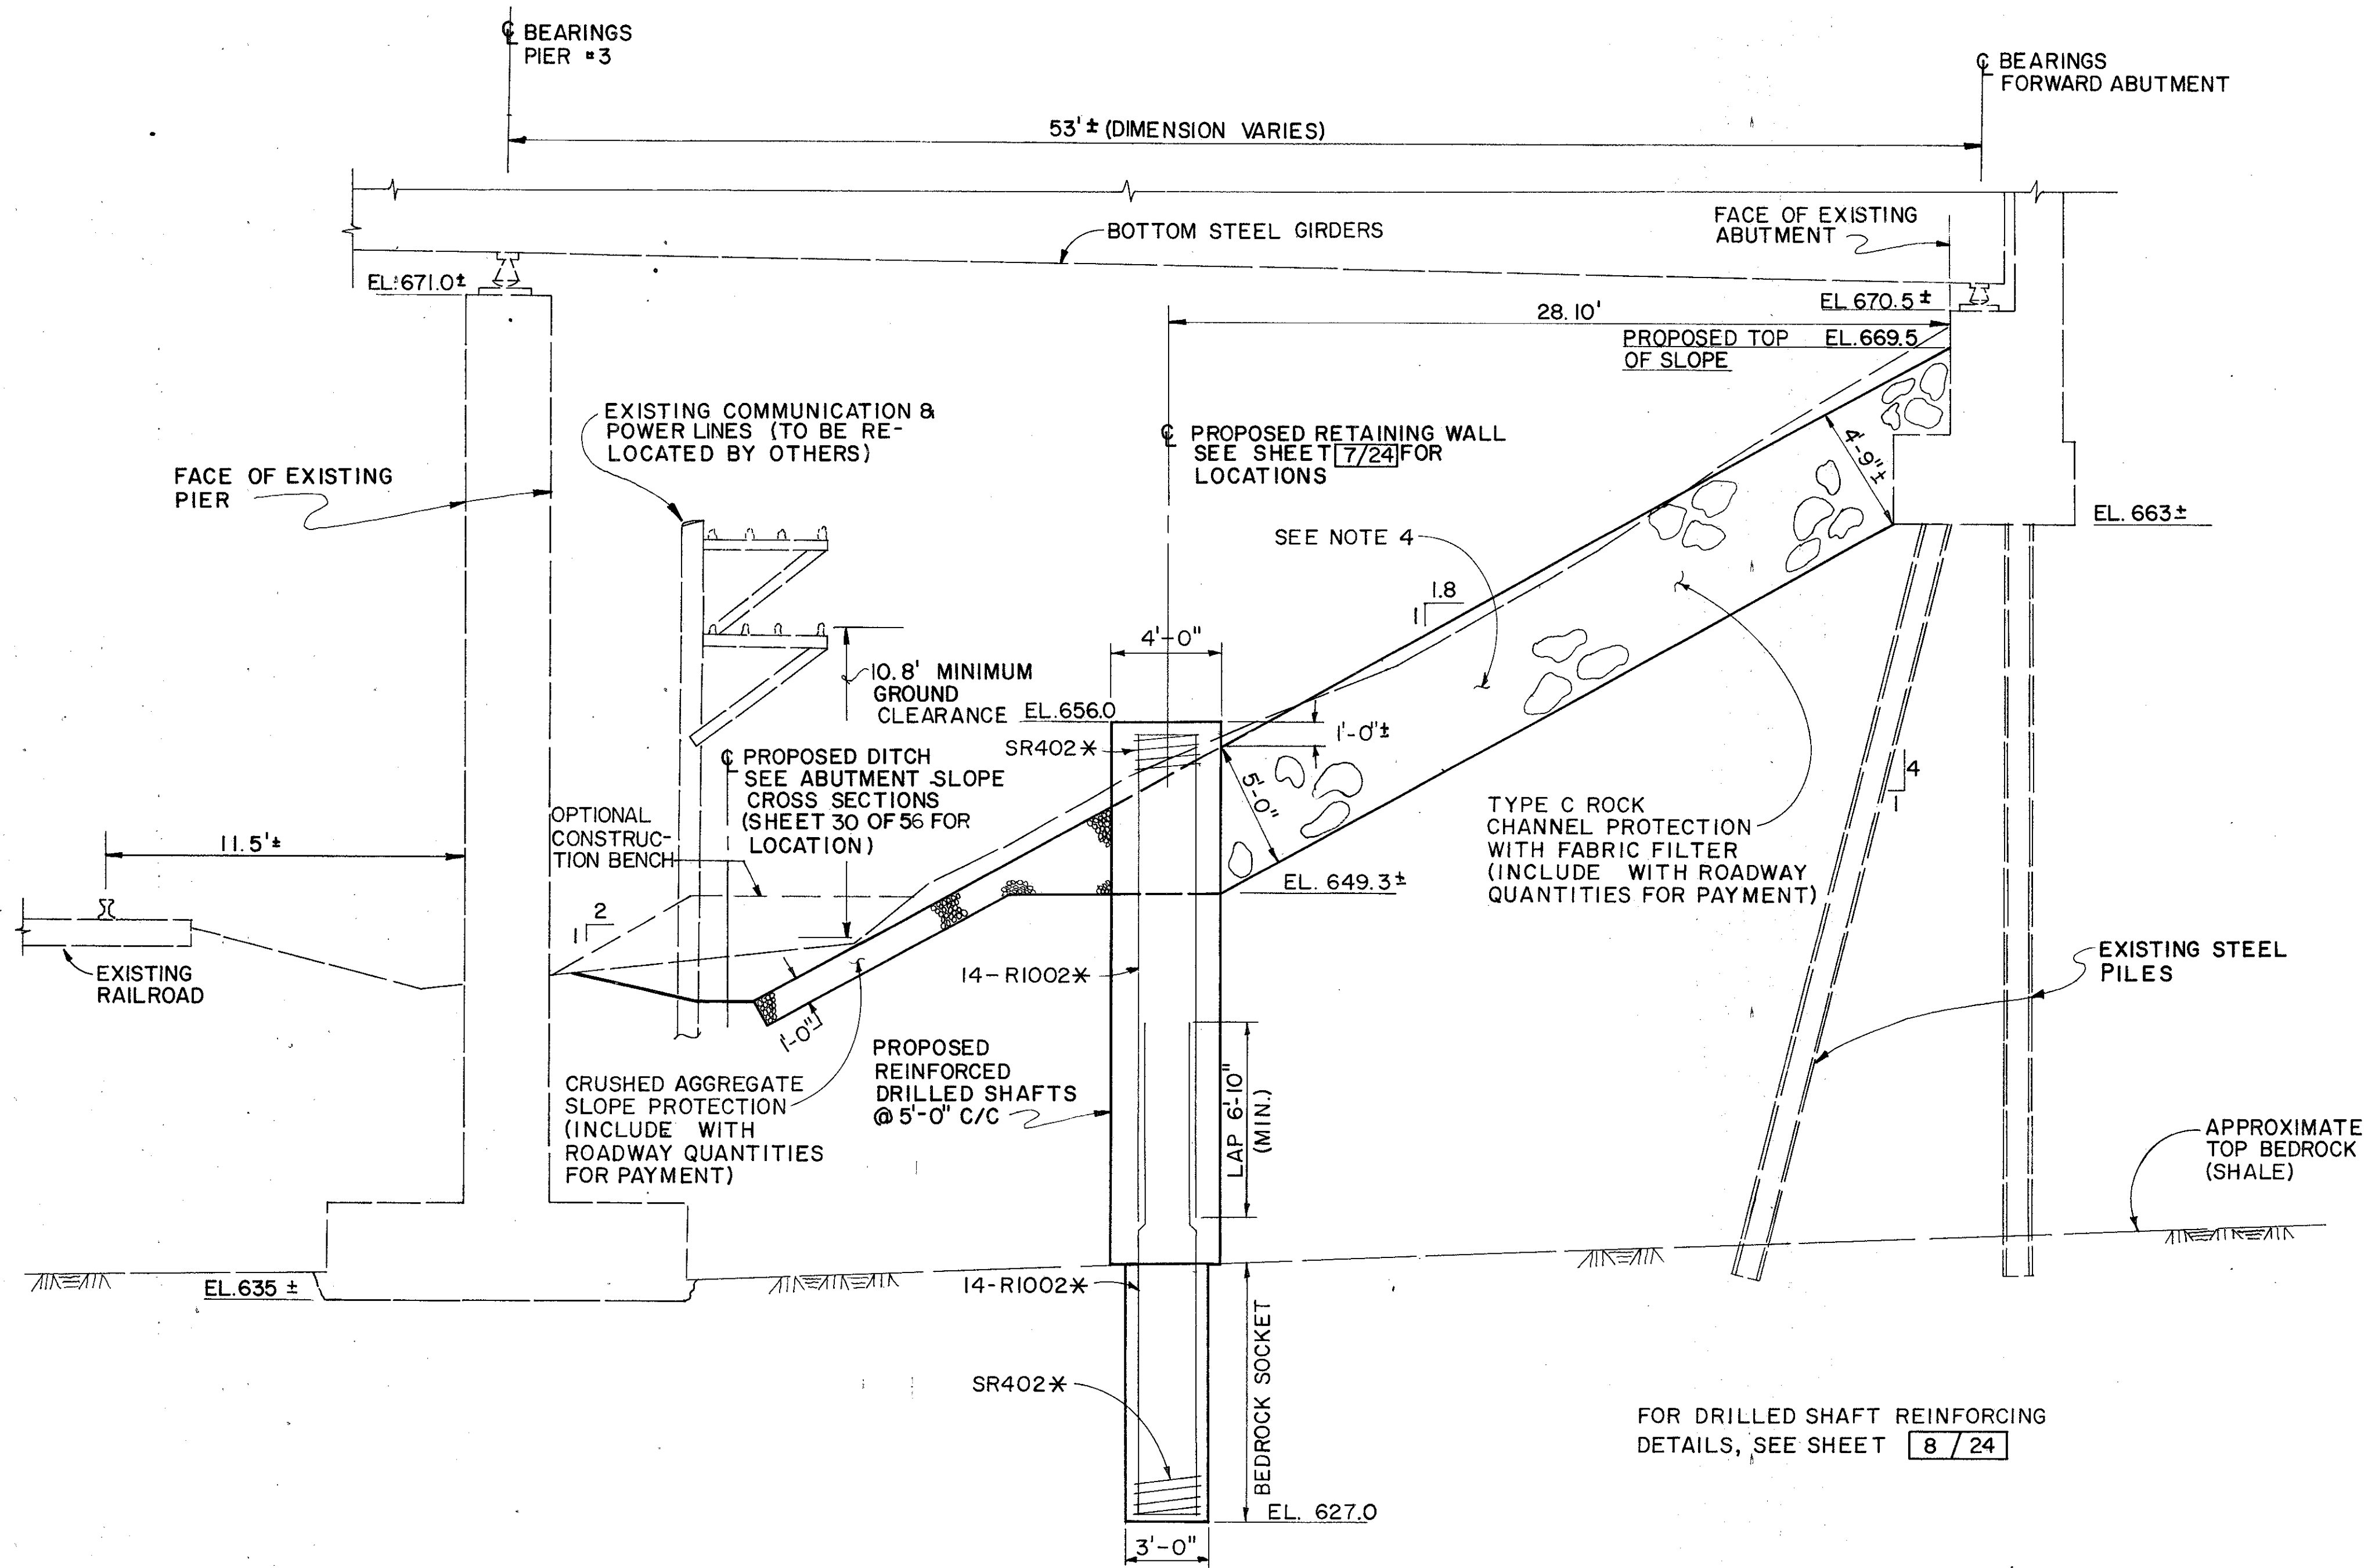 ℄ BEARINGS
PIER #3
℄ BEARINGS
FORWARD ABUTMENT
53'± (DIMENSION VARIES)
BOTTOM STEEL GIRDERS
FACE OF EXISTING
ABUTMENT
EL. 671.0±
EL 670.5±
28.10'
PROPOSED TOP EL. 669.5
OF SLOPE
EXISTING COMMUNICATION &
POWER LINES (TO BE RE-
LOCATED BY OTHERS)
℄ PROPOSED RETAINING WALL
SEE SHEET 7/24 FOR
LOCATIONS
FACE OF EXISTING
PIER
4'-9"±
EL. 663±
SEE NOTE 4
1.8
1
4'-0"
10.8' MINIMUM
GROUND
CLEARANCE
EL. 656.0
1'-0"±
SR402*
℄ PROPOSED DITCH
SEE ABUTMENT SLOPE
CROSS SECTIONS
(SHEET 30 OF 56 FOR
LOCATION)
5'-0"
4
1
OPTIONAL
CONSTRUC-
TION BENCH
TYPE C ROCK
CHANNEL PROTECTION
WITH FABRIC FILTER
(INCLUDE WITH ROADWAY
QUANTITIES FOR PAYMENT)
11.5'±
EL. 649.3±
2
1
EXISTING
RAILROAD
14-R1002*
EXISTING STEEL
PILES
1'-0"
PROPOSED
REINFORCED
DRILLED SHAFTS
@ 5'-0" C/C
LAP 6'-10"
(MIN.)
CRUSHED AGGREGATE
SLOPE PROTECTION
(INCLUDE WITH
ROADWAY QUANTITIES
FOR PAYMENT)
APPROXIMATE
TOP BEDROCK
(SHALE)
EL. 635 ±
14-R1002*
BEDROCK SOCKET
SR402*
FOR DRILLED SHAFT REINFORCING
DETAILS, SEE SHEET 8 / 24
EL. 627.0
3'-0"